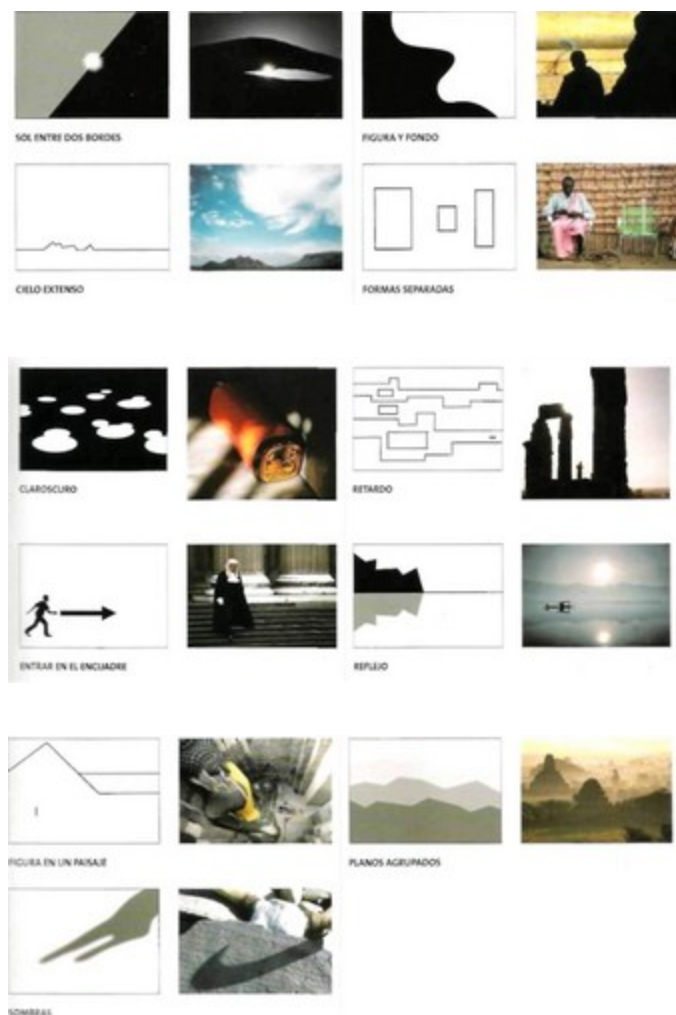 SOL ENTRE DOS BORDES
FIGURA Y FONDO
CIELO EXTENSO
FORMAS SEPARADAS
CLAROSCURO
RETARDO
ENTRAR EN EL ENCUADRE
REFLEJO
FIGURA EN UN PAISAJE
PLANOS AGRUPADOS
SOMBRAS